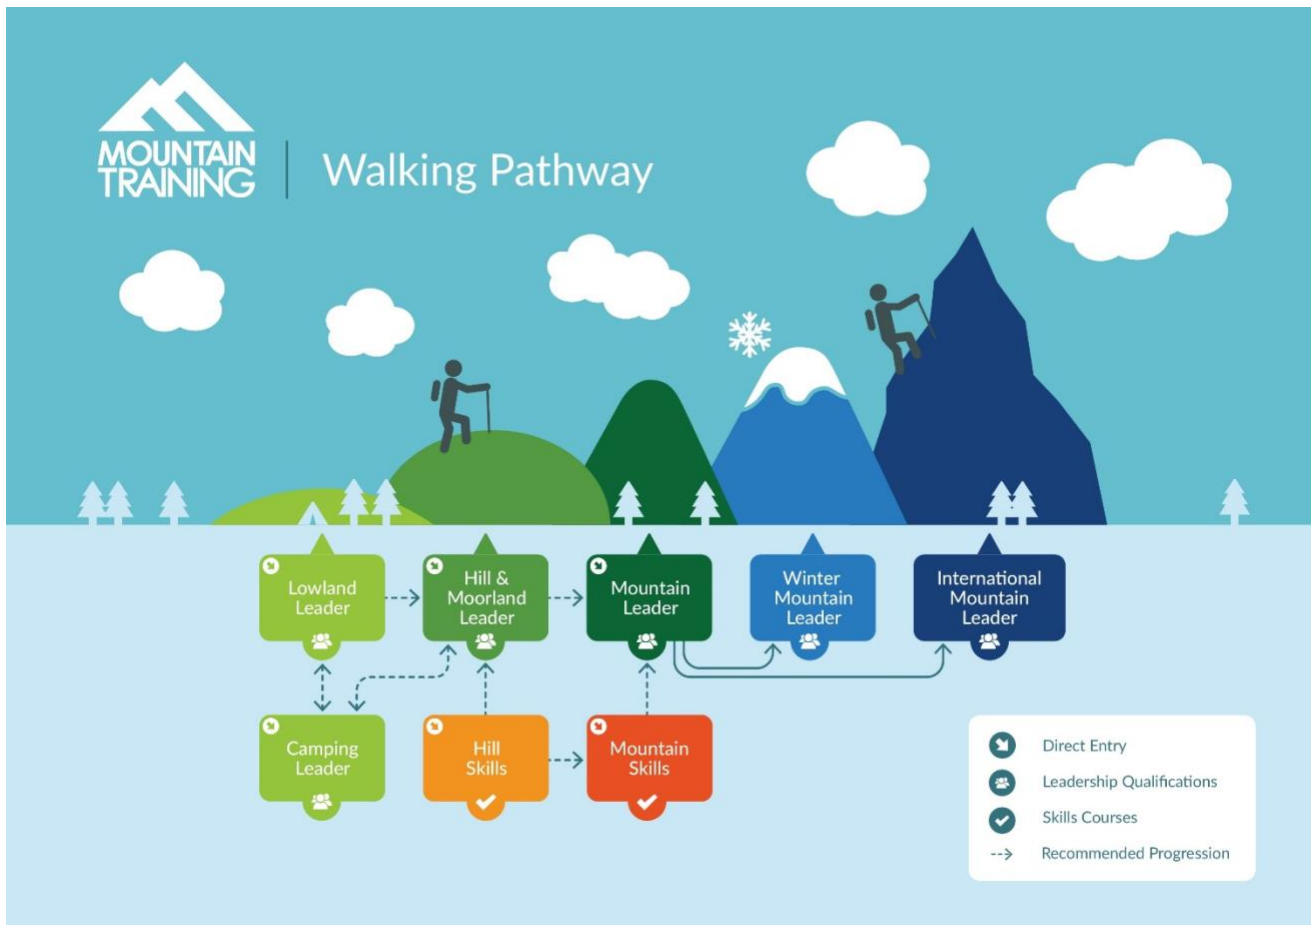 MOUNTAIN
TRAINING
Walking Pathway
Lowland
Leader
Hill &
Moorland
Leader
Mountain
Leader
Winter
Mountain
Leader
International
Mountain
Leader
Camping
Leader
Hill
Skills
Mountain
Skills
Direct Entry
Leadership Qualifications
Skills Courses
Recommended Progression